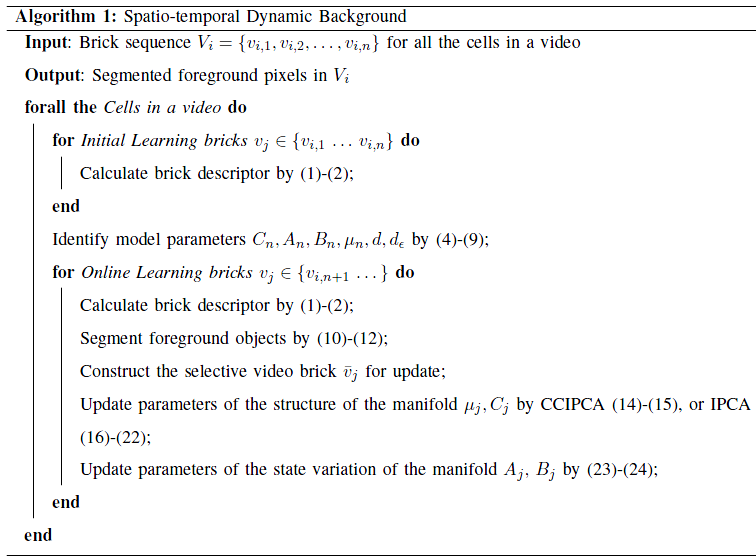 Algorithm 1: Spatio-temporal Dynamic Background
Input: Brick sequence $V_i = \{v_{i,1}, v_{i,2}, \ldots, v_{i,n}\}$ for all the cells in a video
Output: Segmented foreground pixels in $V_i$
forall the Cells in a video do
for Initial Learning bricks $v_j \in \{v_{i,1} \ldots v_{i,n}\}$ do
Calculate brick descriptor by (1)-(2);
end
Identify model parameters $C_n, A_n, B_n, \mu_n, d, d_\epsilon$ by (4)-(9);
for Online Learning bricks $v_j \in \{v_{i,n+1} \ldots\}$ do
Calculate brick descriptor by (1)-(2);
Segment foreground objects by (10)-(12);
Construct the selective video brick $\bar{v}_j$ for update;
Update parameters of the structure of the manifold $\mu_j, C_j$ by CCIPCA (14)-(15), or IPCA
(16)-(22);
Update parameters of the state variation of the manifold $A_j$, $B_j$ by (23)-(24);
end
end